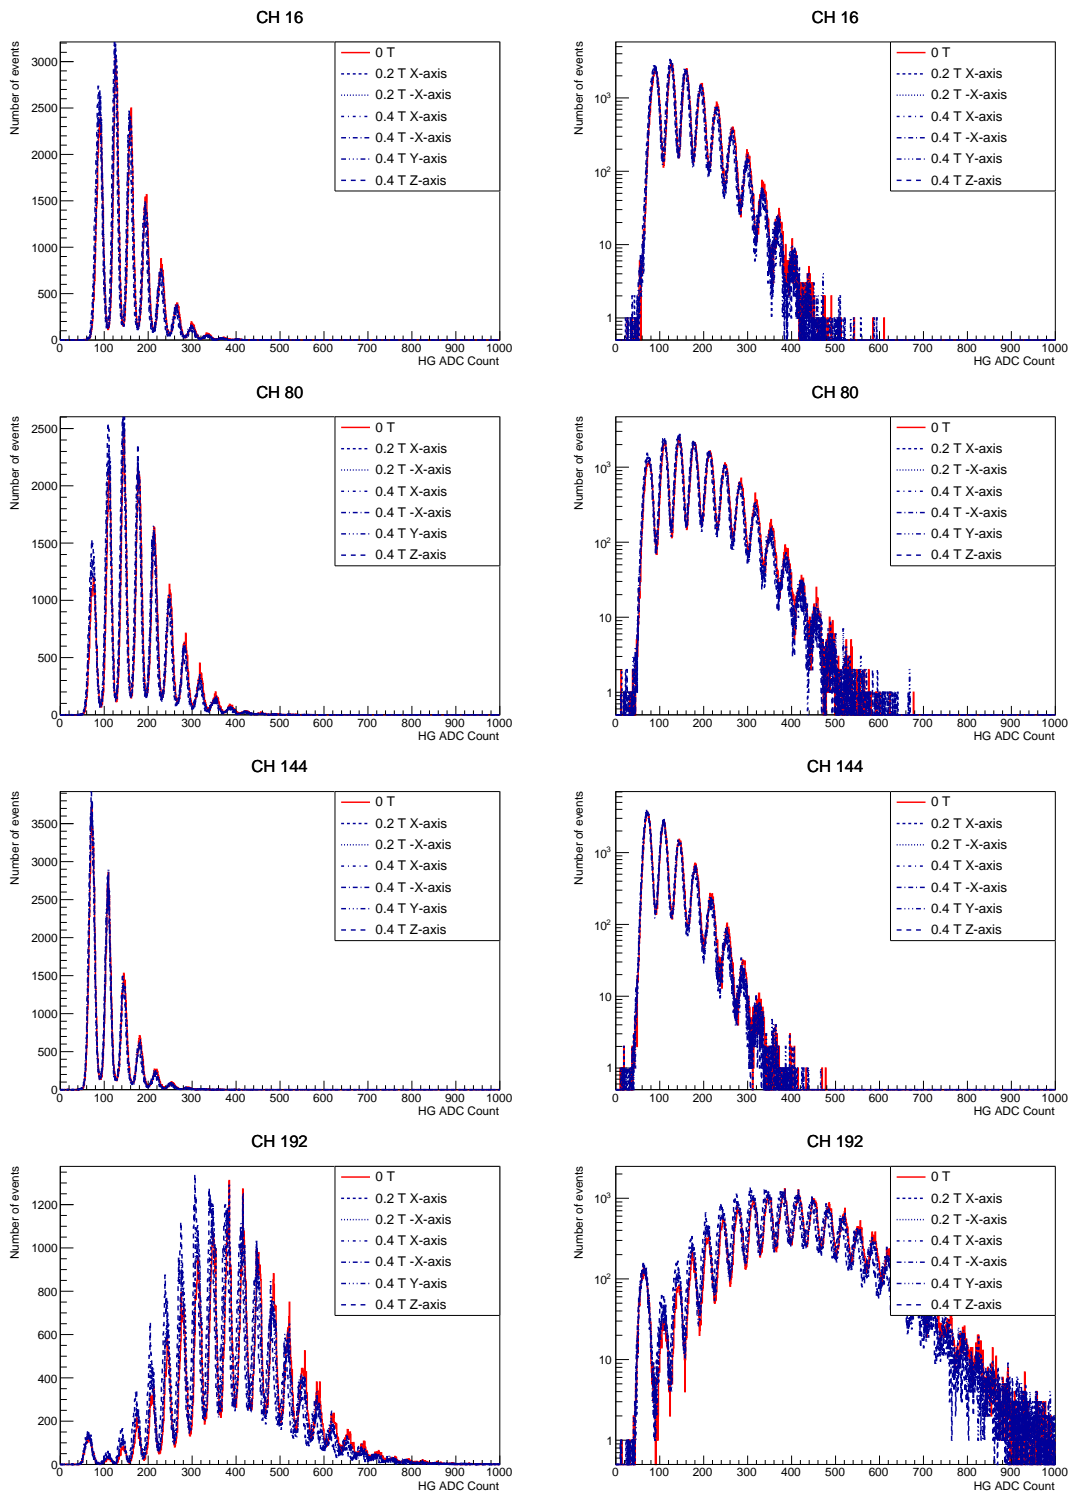 CH 16
Number of events
3000
2500
2000
1500
1000
500
0
0 100 200 300 400 500 600 700 800 900 1000
HG ADC Count
0 T
0.2 T X-axis
0.2 T -X-axis
0.4 T X-axis
0.4 T -X-axis
0.4 T Y-axis
0.4 T Z-axis
CH 16
Number of events
10³
10²
10
1
0 100 200 300 400 500 600 700 800 900 1000
HG ADC Count
0 T
0.2 T X-axis
0.2 T -X-axis
0.4 T X-axis
0.4 T -X-axis
0.4 T Y-axis
0.4 T Z-axis
CH 80
Number of events
2500
2000
1500
1000
500
0
0 100 200 300 400 500 600 700 800 900 1000
HG ADC Count
0 T
0.2 T X-axis
0.2 T -X-axis
0.4 T X-axis
0.4 T -X-axis
0.4 T Y-axis
0.4 T Z-axis
CH 80
Number of events
10³
10²
10
1
0 100 200 300 400 500 600 700 800 900 1000
HG ADC Count
0 T
0.2 T X-axis
0.2 T -X-axis
0.4 T X-axis
0.4 T -X-axis
0.4 T Y-axis
0.4 T Z-axis
CH 144
Number of events
3500
3000
2500
2000
1500
1000
500
0
0 100 200 300 400 500 600 700 800 900 1000
HG ADC Count
0 T
0.2 T X-axis
0.2 T -X-axis
0.4 T X-axis
0.4 T -X-axis
0.4 T Y-axis
0.4 T Z-axis
CH 144
Number of events
10³
10²
10
1
0 100 200 300 400 500 600 700 800 900 1000
HG ADC Count
0 T
0.2 T X-axis
0.2 T -X-axis
0.4 T X-axis
0.4 T -X-axis
0.4 T Y-axis
0.4 T Z-axis
CH 192
Number of events
1200
1000
800
600
400
200
0
0 100 200 300 400 500 600 700 800 900 1000
HG ADC Count
0 T
0.2 T X-axis
0.2 T -X-axis
0.4 T X-axis
0.4 T -X-axis
0.4 T Y-axis
0.4 T Z-axis
CH 192
Number of events
10³
10²
10
1
0 100 200 300 400 500 600 700 800 900 1000
HG ADC Count
0 T
0.2 T X-axis
0.2 T -X-axis
0.4 T X-axis
0.4 T -X-axis
0.4 T Y-axis
0.4 T Z-axis